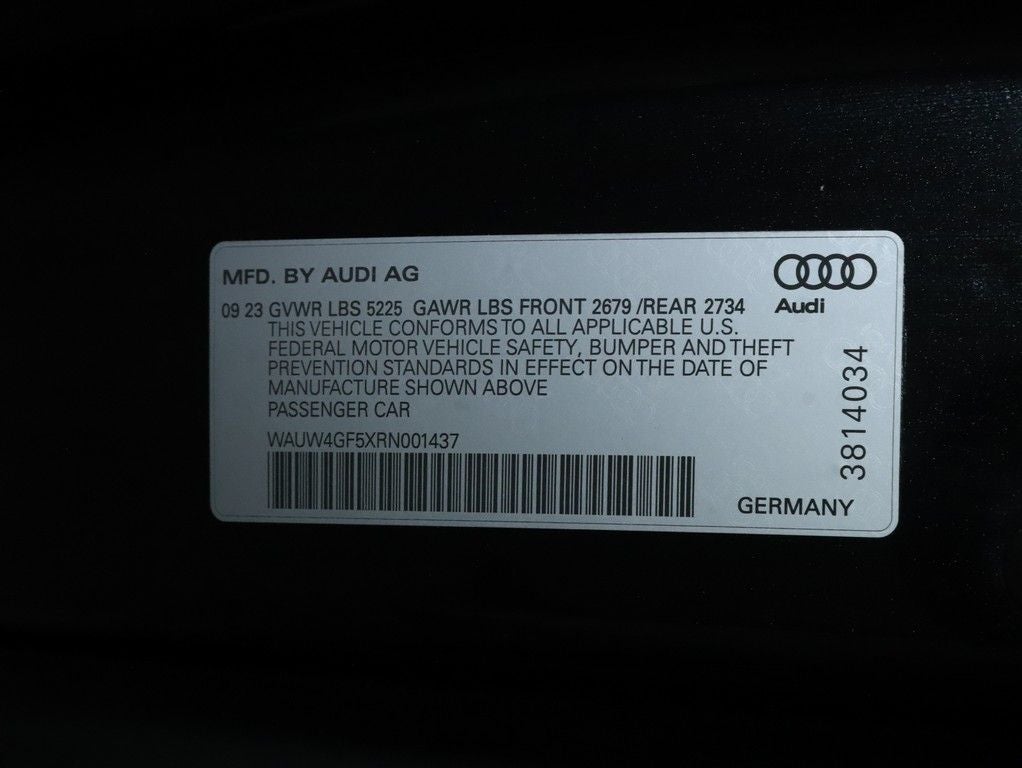 MFD. BY AUDI AG
Audi
09 23 GVWR LBS 5225 GAWR LBS FRONT 2679 /REAR 2734
THIS VEHICLE CONFORMS TO ALL APPLICABLE U.S.
FEDERAL MOTOR VEHICLE SAFETY, BUMPER AND THEFT
PREVENTION STANDARDS IN EFFECT ON THE DATE OF
MANUFACTURE SHOWN ABOVE
PASSENGER CAR
WAUW4GF5XRN001437
3814034
GERMANY